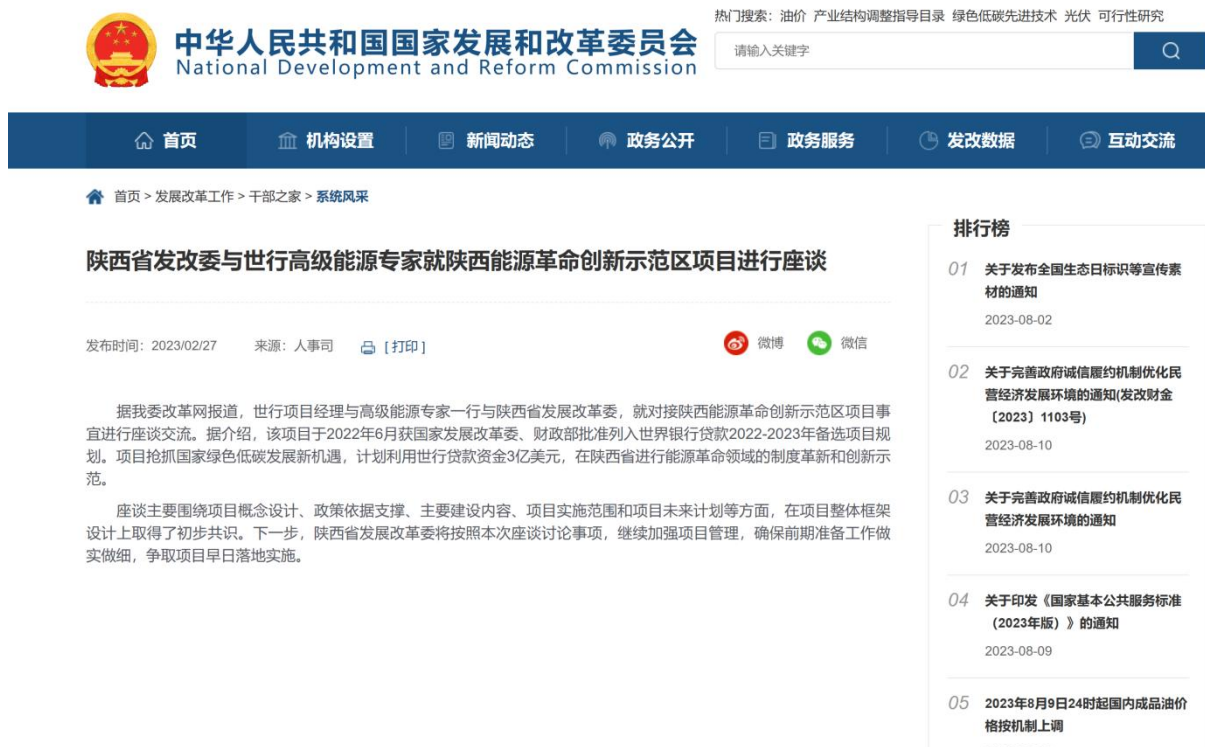 热门搜索：油价 产业结构调整指导目录 绿色低碳先进技术 光伏 可行性研究
中华人民共和国国家发展和改革委员会
National Development and Reform Commission
请输入关键字
首页 机构设置 新闻动态 政务公开 政务服务 发改数据 互动交流
首页 > 发展改革工作 > 干部之家 > 系统风采
陕西省发改委与世行高级能源专家就陕西能源革命创新示范区项目进行座谈
发布时间：2023/02/27 来源：人事司 [ 打印 ]
微博 微信
据我委改革网报道，世行项目经理与高级能源专家一行与陕西省发展改革委，就对接陕西能源革命创新示范区项目事
宜进行座谈交流。据介绍，该项目于2022年6月获国家发展改革委、财政部批准列入世界银行贷款2022-2023年备选项目规
划。项目抢抓国家绿色低碳发展新机遇，计划利用世行贷款资金3亿美元，在陕西省进行能源革命领域的制度革新和创新示
范。
座谈主要围绕项目概念设计、政策依据支撑、主要建设内容、项目实施范围和项目未来计划等方面，在项目整体框架
设计上取得了初步共识。下一步，陕西省发展改革委将按照本次座谈讨论事项，继续加强项目管理，确保前期准备工作做
实做细，争取项目早日落地实施。
排行榜
01 关于发布全国生态日标识等宣传素
材的通知
2023-08-02
02 关于完善政府诚信履约机制优化民
营经济发展环境的通知(发改财金
〔2023〕1103号)
2023-08-10
03 关于完善政府诚信履约机制优化民
营经济发展环境的通知
2023-08-10
04 关于印发《国家基本公共服务标准
（2023年版）》的通知
2023-08-09
05 2023年8月9日24时起国内成品油价
格按机制上调